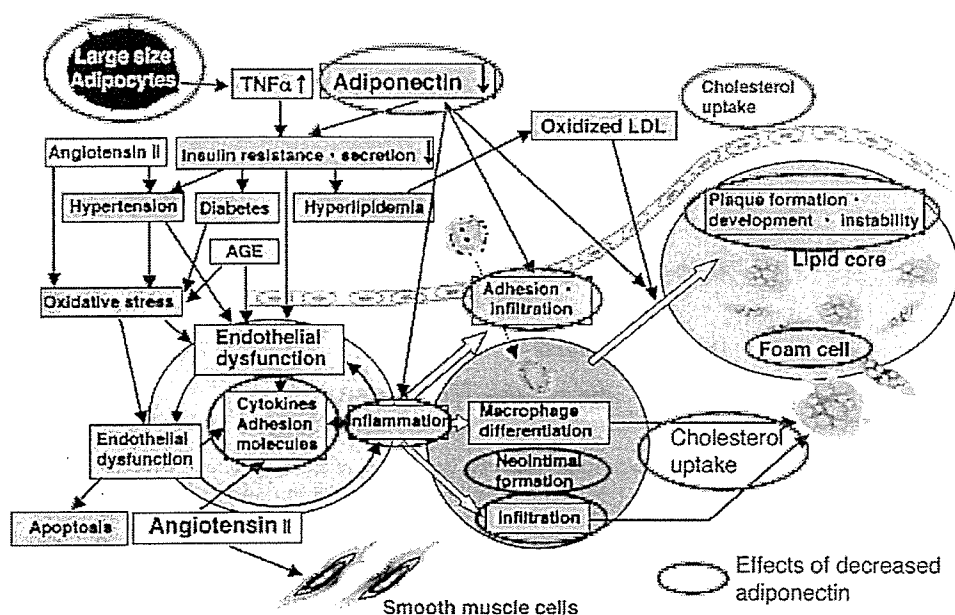 Large size
Adipocytes
TNFα ↑
Adiponectin ↓
Cholesterol
uptake
Oxidized LDL
Angiotensin II
Insulin resistance・secretion ↓
Hypertension
Diabetes
Hyperlipidemia
Plaque formation・
development・instability
Lipid core
AGE
Oxidative stress
Adhesion・
infiltration
Endothelial
dysfunction
Foam cell
Cytokines
Adhesion
molecules
Inflammation
Macrophage
differentiation
Cholesterol
uptake
Endothelial
dysfunction
Neointimal
formation
Infiltration
Apoptosis
Angiotensin II
Smooth muscle cells
Effects of decreased
adiponectin